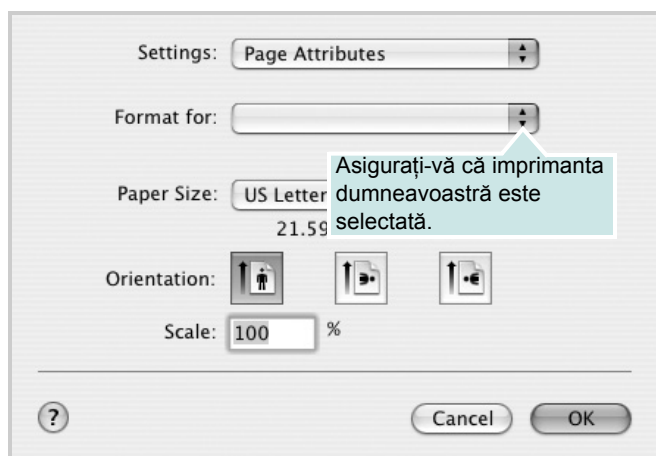 Settings: Page Attributes
Format for:
Asigurați-vă că imprimanta
Paper Size: US Letter dumneavoastră este
selectată.
21.59
Orientation:
Scale: 100 %
? Cancel OK